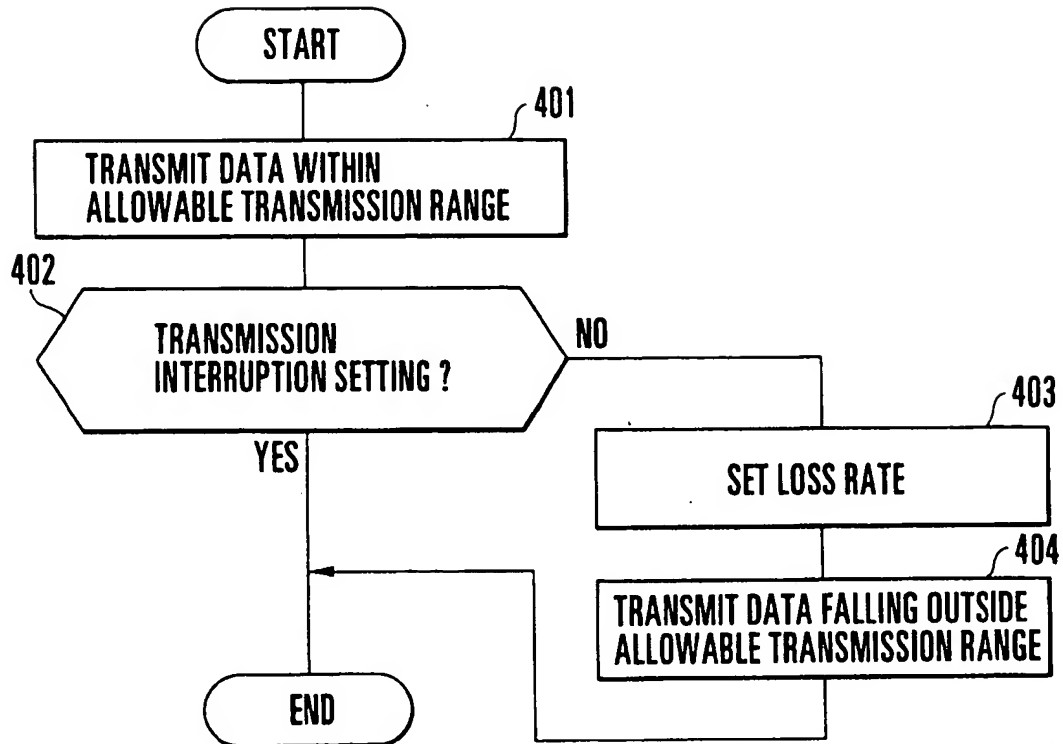 START
401
TRANSMIT DATA WITHIN
ALLOWABLE TRANSMISSION RANGE
402
TRANSMISSION
INTERRUPTION SETTING ?
NO
YES
403
SET LOSS RATE
404
TRANSMIT DATA FALLING OUTSIDE
ALLOWABLE TRANSMISSION RANGE
END